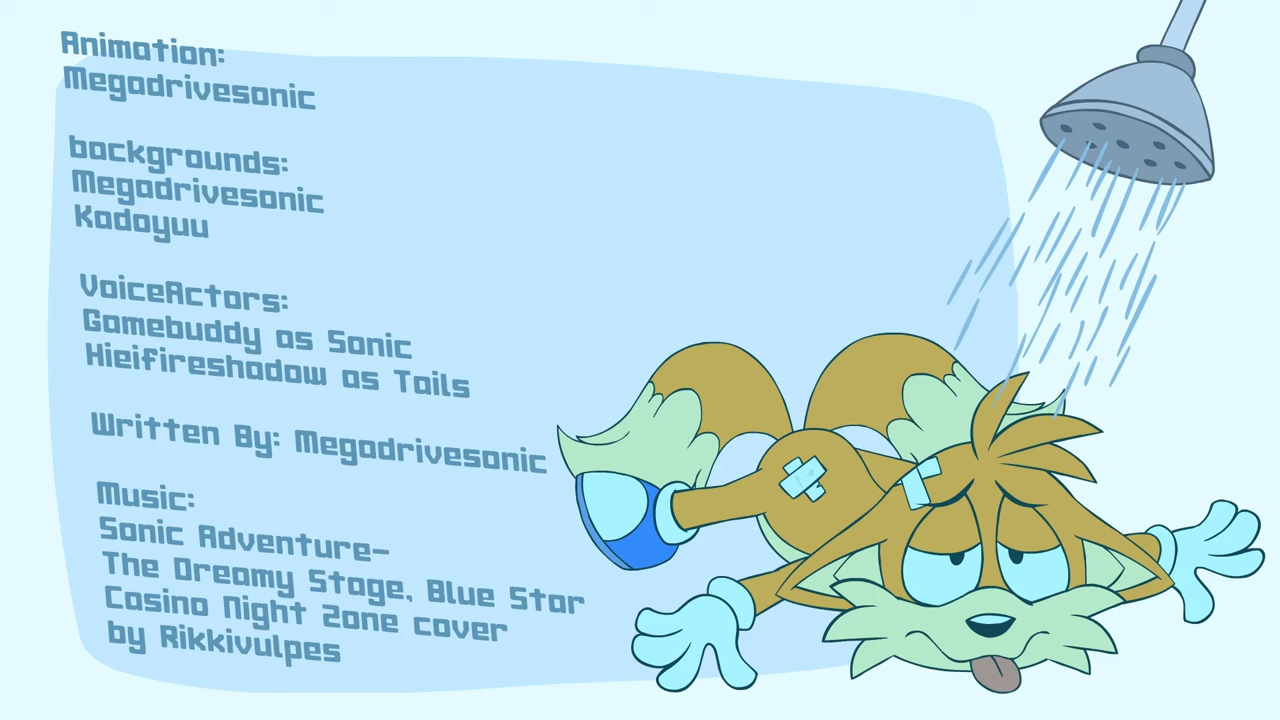 Animation:
Megadrivesonic
backgrounds:
Megadrivesonic
Kadoyuu
VoiceActors:
Gamebuddy as Sonic
Hieifireshadow as Tails
Written By: Megadrivesonic
Music:
Sonic Adventure-
The Dreamy Stage, Blue Star
Casino Night Zone cover
by Rikkivulpes